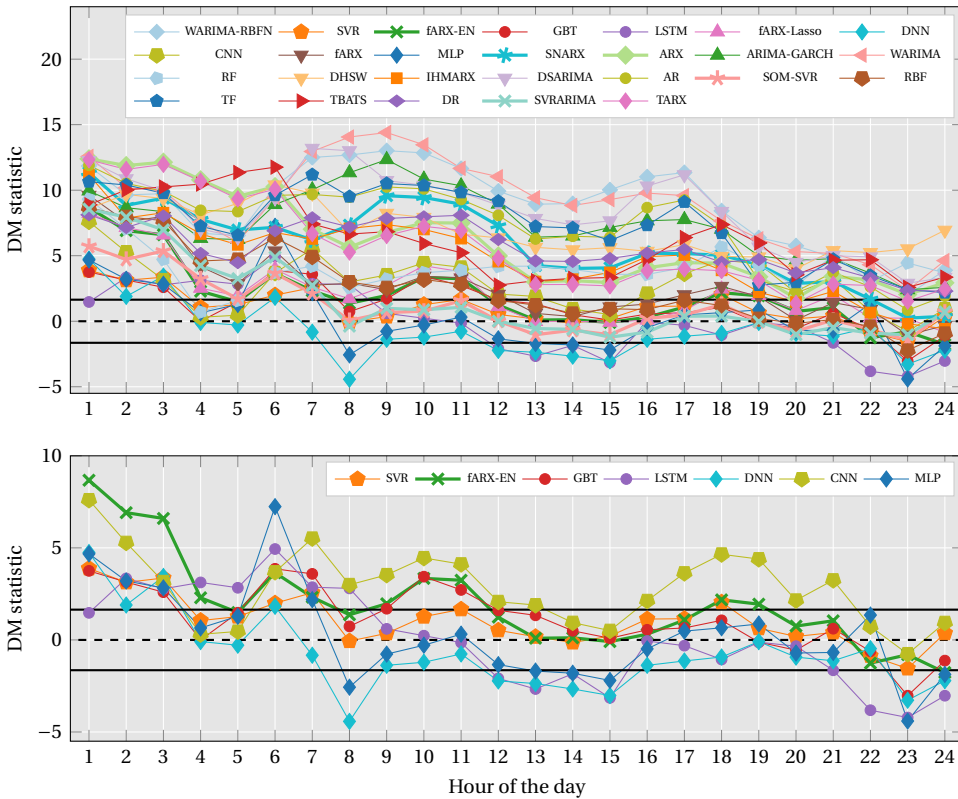 20
15
10
5
0
−5
DM statistic
WARIMA-RBFN SVR fARX-EN GBT LSTM fARX-Lasso DNN
CNN fARX MLP SNARX ARX ARIMA-GARCH WARIMA
RF DHSW IHMARX DSARIMA AR SOM-SVR RBF
TF TBATS DR SVRARIMA TARX
1 2 3 4 5 6 7 8 9 10 11 12 13 14 15 16 17 18 19 20 21 22 23 24
10
5
0
−5
DM statistic
SVR fARX-EN GBT LSTM DNN CNN MLP
1 2 3 4 5 6 7 8 9 10 11 12 13 14 15 16 17 18 19 20 21 22 23 24
Hour of the day